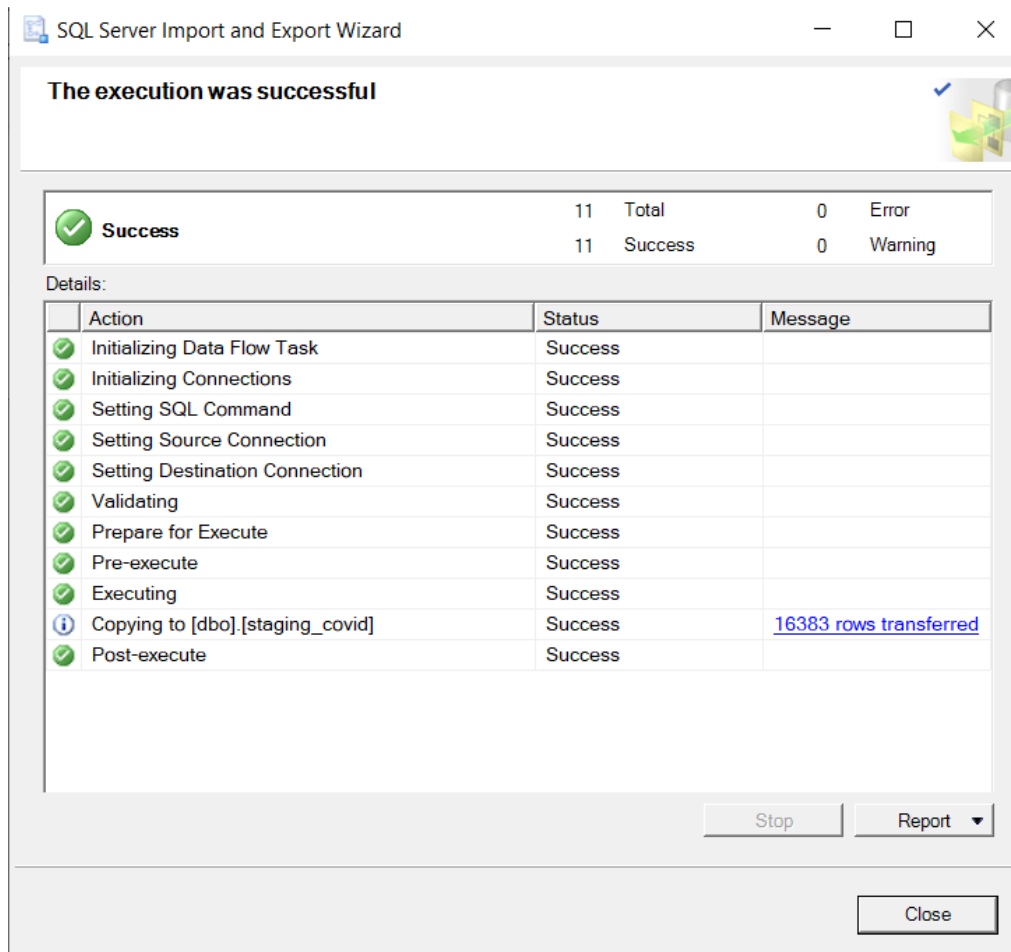 SQL Server Import and Export Wizard
The execution was successful
Success
11 Total 0 Error
11 Success 0 Warning
Details:
Action Status Message
Initializing Data Flow Task Success
Initializing Connections Success
Setting SQL Command Success
Setting Source Connection Success
Setting Destination Connection Success
Validating Success
Prepare for Execute Success
Pre-execute Success
Executing Success
Copying to [dbo].[staging_covid] Success 16383 rows transferred
Post-execute Success
Stop Report
Close